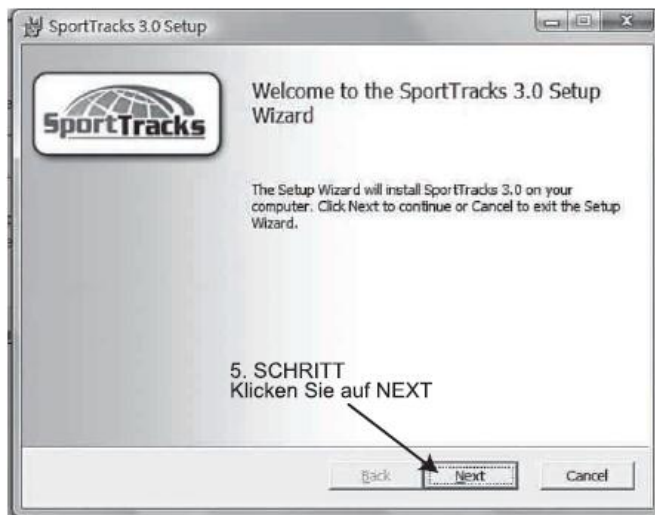 SportTracks 3.0 Setup
SportTracks
Welcome to the SportTracks 3.0 Setup
Wizard
The Setup Wizard will install SportTracks 3.0 on your
computer. Click Next to continue or Cancel to exit the Setup
Wizard.
5. SCHRITT
Klicken Sie auf NEXT
Back Next Cancel